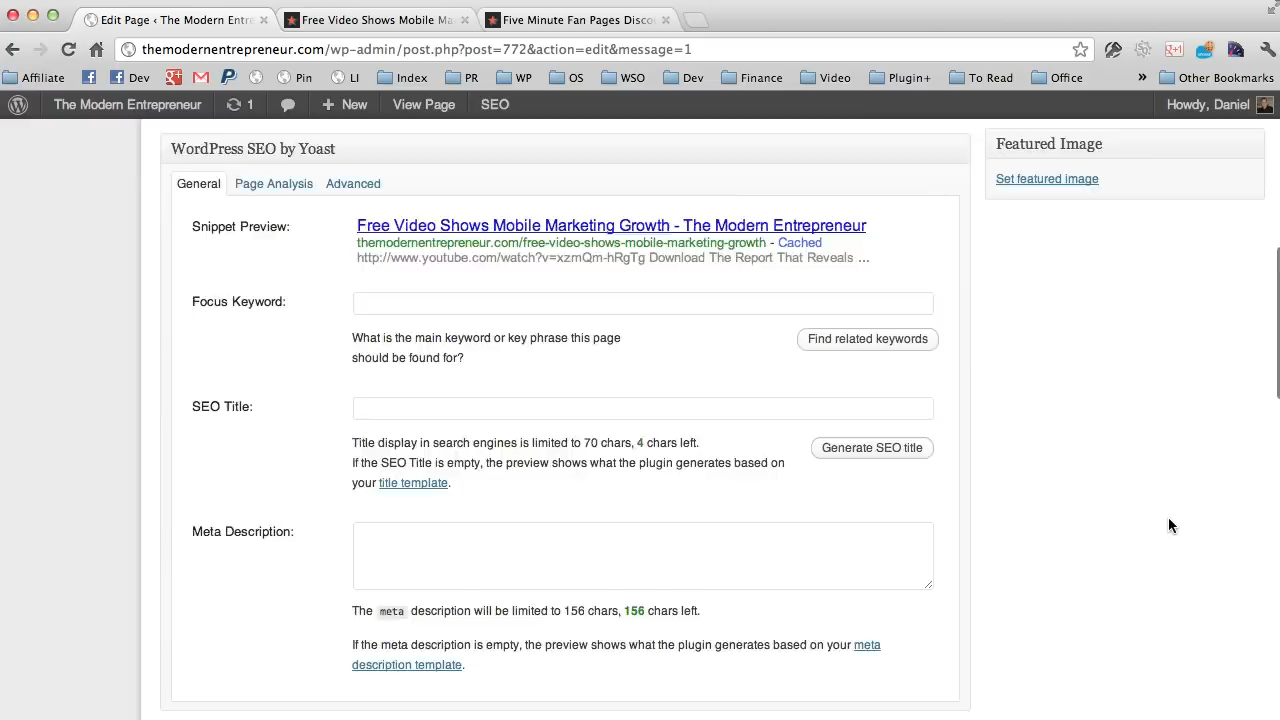 Edit Page ‹ The Modern Entre
Free Video Shows Mobile Ma
Five Minute Fan Pages Disco
themodernentrepreneur.com/wp-admin/post.php?post=772&action=edit&message=1
Affiliate Dev Pin LI Index PR WP OS WSO Dev Finance Video Plugin+ To Read Office » Other Bookmarks
The Modern Entrepreneur 1 + New View Page SEO Howdy, Daniel
WordPress SEO by Yoast
General Page Analysis Advanced
Snippet Preview:
Free Video Shows Mobile Marketing Growth - The Modern Entrepreneur
themodernentrepreneur.com/free-video-shows-mobile-marketing-growth - Cached
http://www.youtube.com/watch?v=xzmQm-hRgTg Download The Report That Reveals ...
Focus Keyword:
What is the main keyword or key phrase this page
should be found for?
Find related keywords
SEO Title:
Title display in search engines is limited to 70 chars, 4 chars left.
If the SEO Title is empty, the preview shows what the plugin generates based on
your title template.
Generate SEO title
Meta Description:
The meta description will be limited to 156 chars, 156 chars left.
If the meta description is empty, the preview shows what the plugin generates based on your meta
description template.
Featured Image
Set featured image